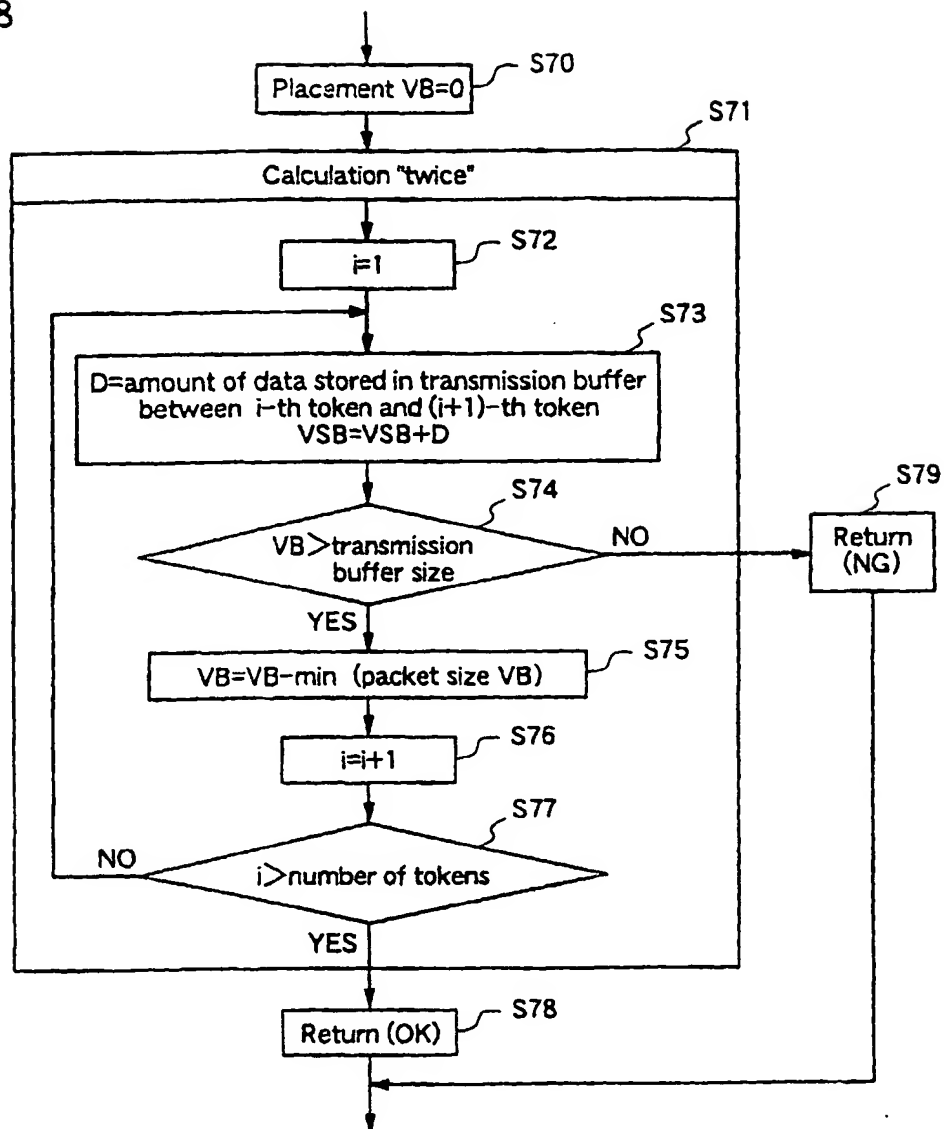 8
S70
Placement VB=0
S71
Calculation "twice"
S72
i=1
S73
D=amount of data stored in transmission buffer
between i-th token and (i+1)-th token
VSB=VSB+D
S74
VB>transmission
buffer size
NO
S79
Return
(NG)
YES
S75
VB=VB-min (packet size VB)
S76
i=i+1
S77
NO
i>number of tokens
YES
S78
Return (OK)